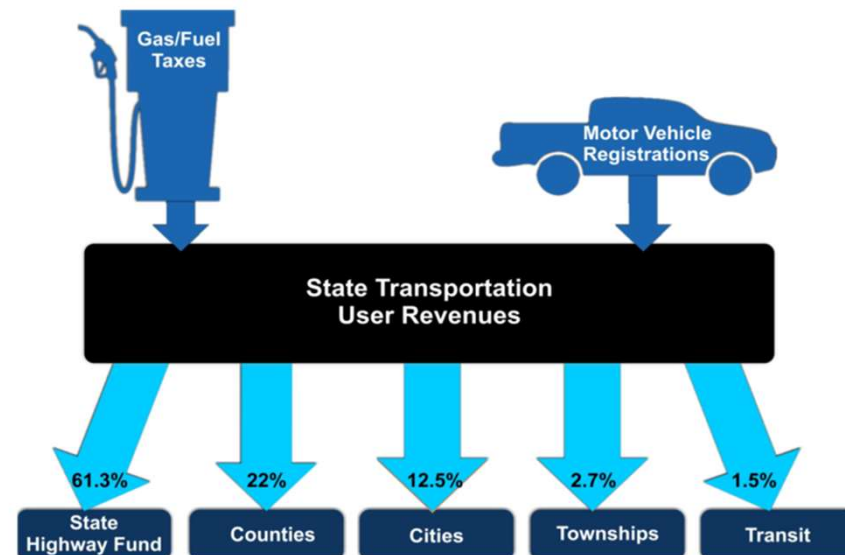 Gas/Fuel
Taxes
Motor Vehicle
Registrations
State Transportation
User Revenues
61.3%
22%
12.5%
2.7%
1.5%
State
Highway Fund
Counties
Cities
Townships
Transit